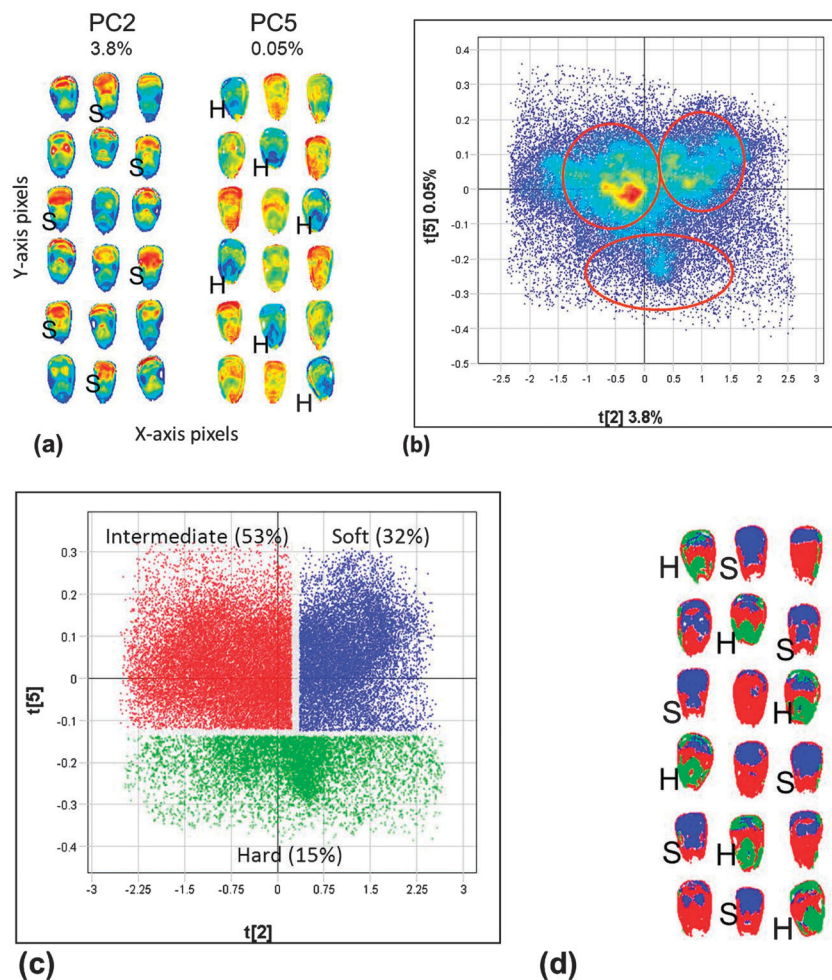 PC2 PC5
3.8% 0.05%
H
S
H
S
S H
S
H
S
H
S
H
Y-axis pixels
X-axis pixels
(a)
0.4
0.3
0.2
0.1
0
-0.1
-0.2
-0.3
-0.4
-0.5
t[5] 0.05%
-2.5 -2 -1.5 -1 -0.5 0 0.5 1 1.5 2 2.5 3
t[2] 3.8%
(b)
Intermediate (53%) Soft (32%)
0.3
0.2
0.1
0
-0.1
-0.2
-0.3
-0.4
t[5]
Hard (15%)
-3 -2.25 -1.5 -0.75 0 0.75 1.5 2.25 3
t[2]
(c)
H S
H S
S H
H S
S H
S H
(d)